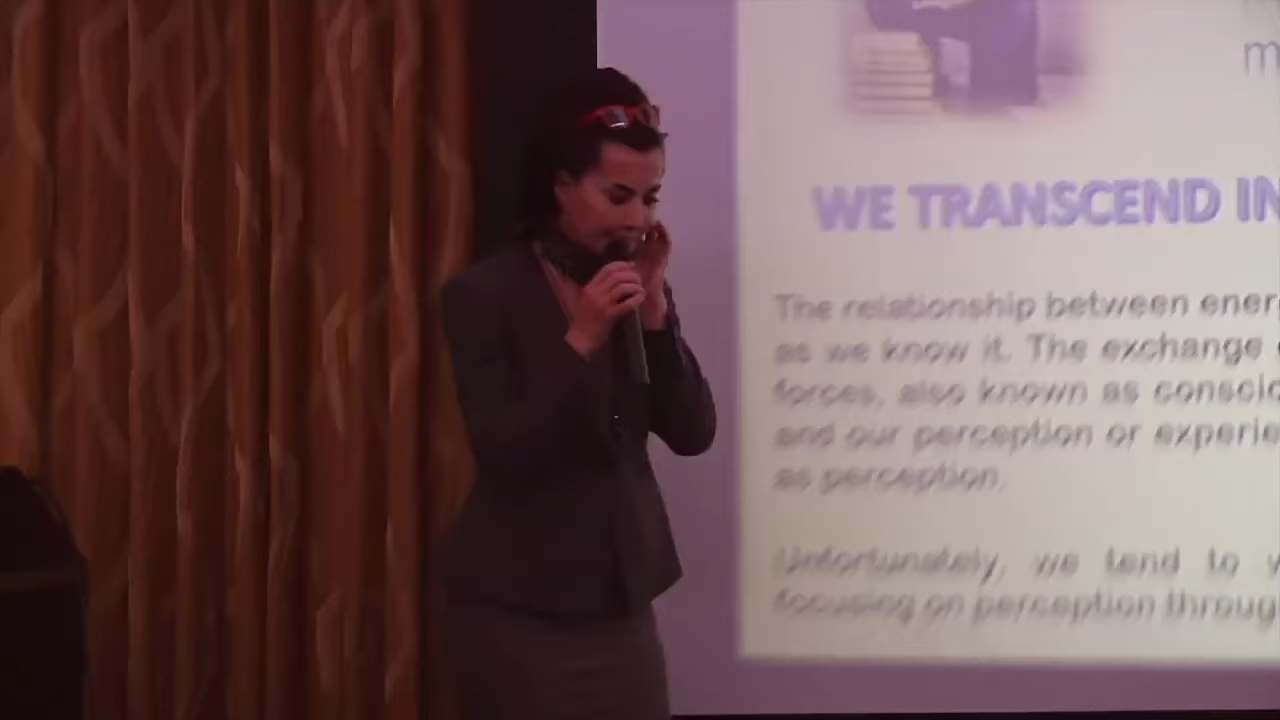 m
WE TRANSCEND IN
The relationship between ener
as we know it. The exchange
forces, also known as conscio
and our perception or experie
as perception.
Unfortunately, we tend to
focusing on perception throug